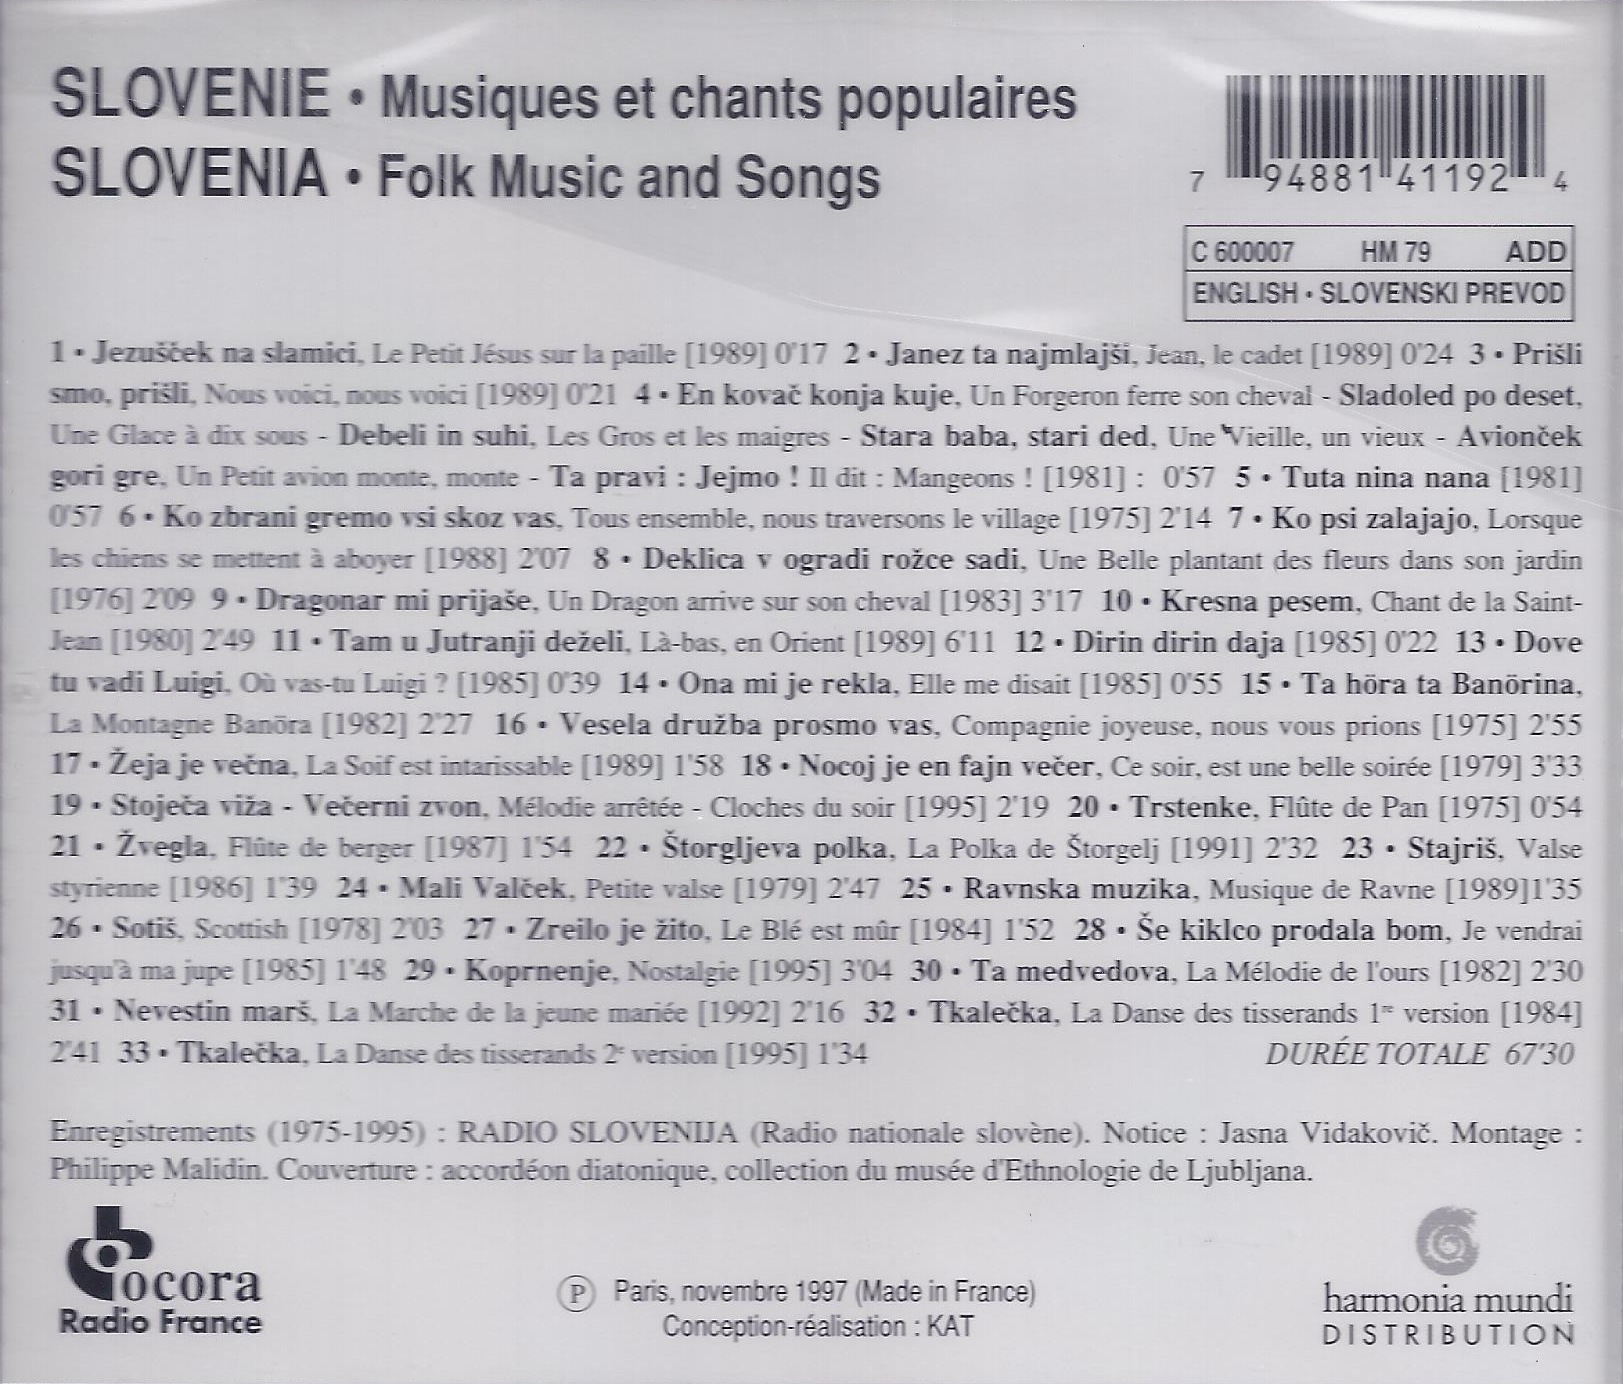 SLOVENIE • Musiques et chants populaires
SLOVENIA • Folk Music and Songs
7 94881 41192 4
C 600007 HM 79 ADD
ENGLISH • SLOVENSKI PREVOD
1 • Jezušček na slamici, Le Petit Jésus sur la paille [1989] 0'17 2 • Janez ta najmlajši, Jean, le cadet [1989] 0'24 3 • Prišli
smo, prišli, Nous voici, nous voici [1989] 0'21 4 • En kovač konja kuje, Un Forgeron ferre son cheval - Sladoled po deset,
Une Glace à dix sous - Debeli in suhi, Les Gros et les maigres - Stara baba, stari ded, Une Vieille, un vieux - Avionček
gori gre, Un Petit avion monte, monte - Ta pravi : Jejmo ! Il dit : Mangeons ! [1981] : 0'57 5 • Tuta nina nana [1981]
0'57 6 • Ko zbrani gremo vsi skoz vas, Tous ensemble, nous traversons le village [1975] 2'14 7 • Ko psi zalajajo, Lorsque
les chiens se mettent à aboyer [1988] 2'07 8 • Deklica v ogradi rožce sadi, Une Belle plantant des fleurs dans son jardin
[1976] 2'09 9 • Dragonar mi prijaše, Un Dragon arrive sur son cheval [1983] 3'17 10 • Kresna pesem, Chant de la Saint-
Jean [1980] 2'49 11 • Tam u Jutranji deželi, Là-bas, en Orient [1989] 6'11 12 • Dirin dirin daja [1985] 0'22 13 • Dove
tu vadi Luigi, Où vas-tu Luigi ? [1985] 0'39 14 • Ona mi je rekla, Elle me disait [1985] 0'55 15 • Ta höra ta Banörina,
La Montagne Banöra [1982] 2'27 16 • Vesela družba prosmo vas, Compagnie joyeuse, nous vous prions [1975] 2'55
17 • Žeja je večna, La Soif est intarissable [1989] 1'58 18 • Nocoj je en fajn večer, Ce soir, est une belle soirée [1979] 3'33
19 • Stoječa viža - Večerni zvon, Mélodie arrêtée - Cloches du soir [1995] 2'19 20 • Trstenke, Flûte de Pan [1975] 0'54
21 • Žvegla, Flûte de berger [1987] 1'54 22 • Štorgljeva polka, La Polka de Štorgelj [1991] 2'32 23 • Stajriš, Valse
styrienne [1986] 1'39 24 • Mali Valček, Petite valse [1979] 2'47 25 • Ravnska muzika, Musique de Ravne [1989]1'35
26 • Sotiš, Scottish [1978] 2'03 27 • Zreilo je žito, Le Blé est mûr [1984] 1'52 28 • Še kiklco prodala bom, Je vendrai
jusqu'à ma jupe [1985] 1'48 29 • Koprnenje, Nostalgie [1995] 3'04 30 • Ta medvedova, La Mélodie de l'ours [1982] 2'30
31 • Nevestin marš, La Marche de la jeune mariée [1992] 2'16 32 • Tkalečka, La Danse des tisserands 1re version [1984]
2'41 33 • Tkalečka, La Danse des tisserands 2e version [1995] 1'34 DURÉE TOTALE 67'30
Enregistrements (1975-1995) : RADIO SLOVENIJA (Radio nationale slovène). Notice : Jasna Vidakovič. Montage :
Philippe Malidin. Couverture : accordéon diatonique, collection du musée d'Ethnologie de Ljubljana.
ocora
Radio France
Ⓟ Paris, novembre 1997 (Made in France)
Conception-réalisation : KAT
harmonia mundi
DISTRIBUTION